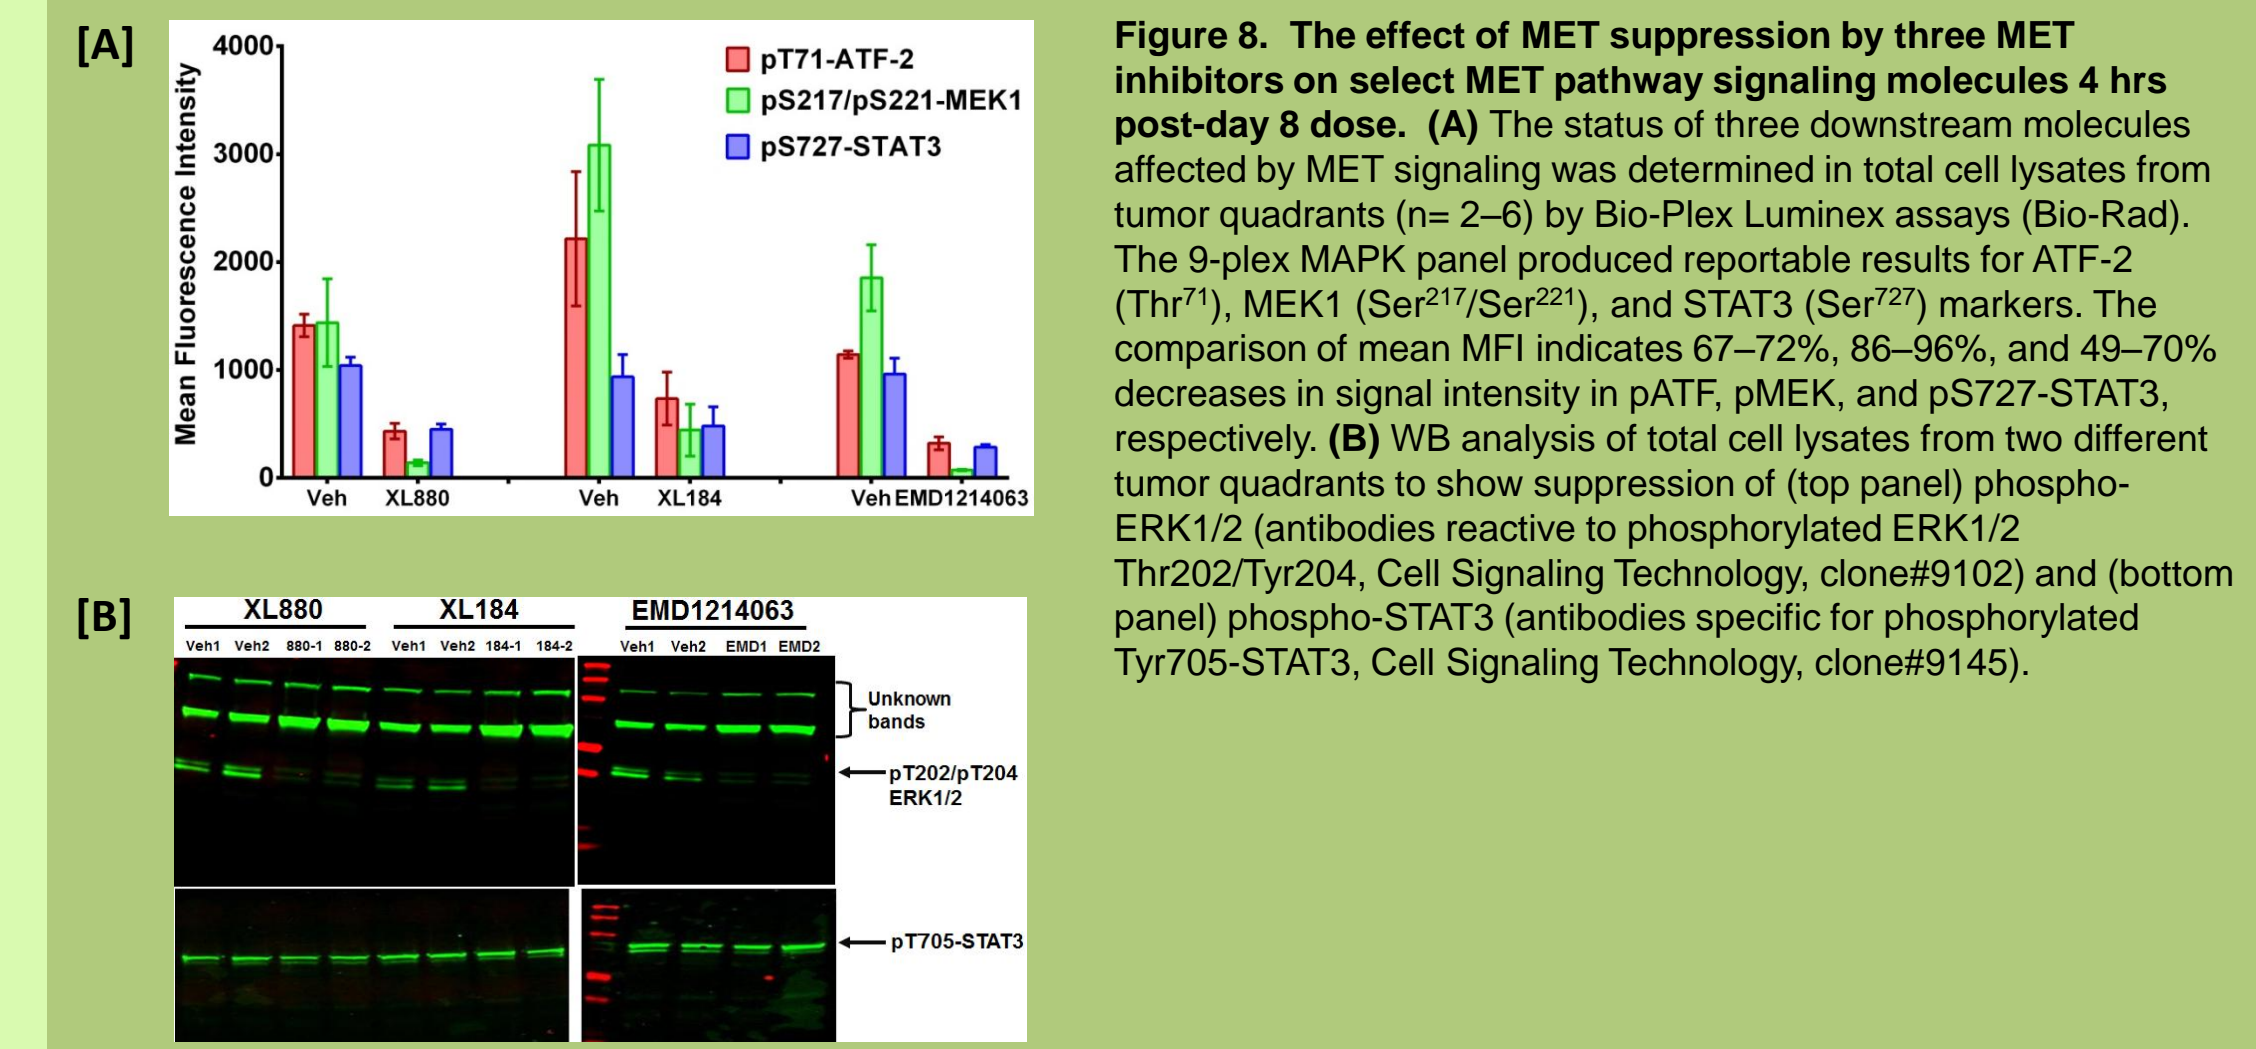 [A]
4000
3000
2000
1000
0
Mean Fluorescence Intensity
pT71-ATF-2
pS217/pS221-MEK1
pS727-STAT3
Veh XL880 Veh XL184 Veh EMD1214063
Figure 8. The effect of MET suppression by three MET
inhibitors on select MET pathway signaling molecules 4 hrs
post-day 8 dose. (A) The status of three downstream molecules
affected by MET signaling was determined in total cell lysates from
tumor quadrants (n= 2–6) by Bio-Plex Luminex assays (Bio-Rad).
The 9-plex MAPK panel produced reportable results for ATF-2
(Thr71), MEK1 (Ser217/Ser221), and STAT3 (Ser727) markers. The
comparison of mean MFI indicates 67–72%, 86–96%, and 49–70%
decreases in signal intensity in pATF, pMEK, and pS727-STAT3,
respectively. (B) WB analysis of total cell lysates from two different
tumor quadrants to show suppression of (top panel) phospho-
ERK1/2 (antibodies reactive to phosphorylated ERK1/2
Thr202/Tyr204, Cell Signaling Technology, clone#9102) and (bottom
panel) phospho-STAT3 (antibodies specific for phosphorylated
Tyr705-STAT3, Cell Signaling Technology, clone#9145).
[B]
XL880 XL184 EMD1214063
Veh1 Veh2 880-1 880-2 Veh1 Veh2 184-1 184-2 Veh1 Veh2 EMD1 EMD2
Unknown
bands
pT202/pT204
ERK1/2
pT705-STAT3